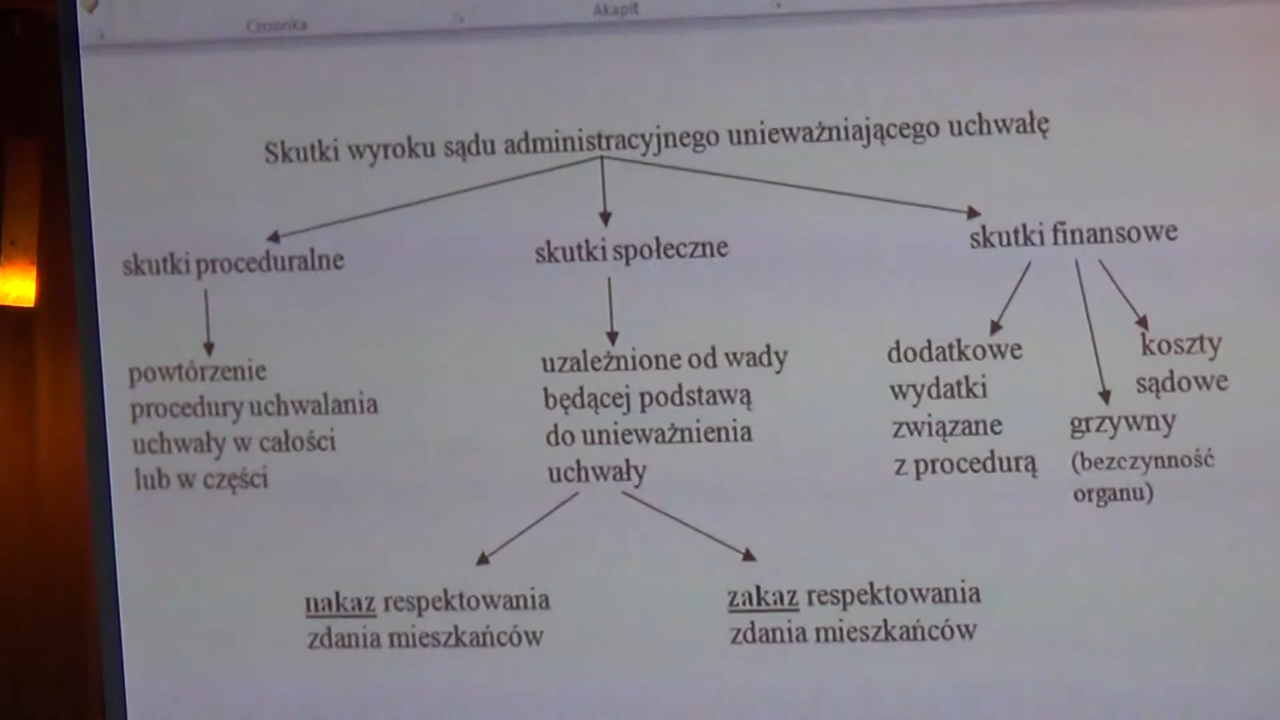 Czcionka
Akapit
Skutki wyroku sądu administracyjnego unieważniającego uchwałę
skutki proceduralne
skutki społeczne
skutki finansowe
powtórzenie
procedury uchwalania
uchwały w całości
lub w części
uzależnione od wady
będącej podstawą
do unieważnienia
uchwały
dodatkowe
wydatki
związane
z procedurą
grzywny
(bezczynność
organu)
koszty
sądowe
nakaz respektowania
zdania mieszkańców
zakaz respektowania
zdania mieszkańców